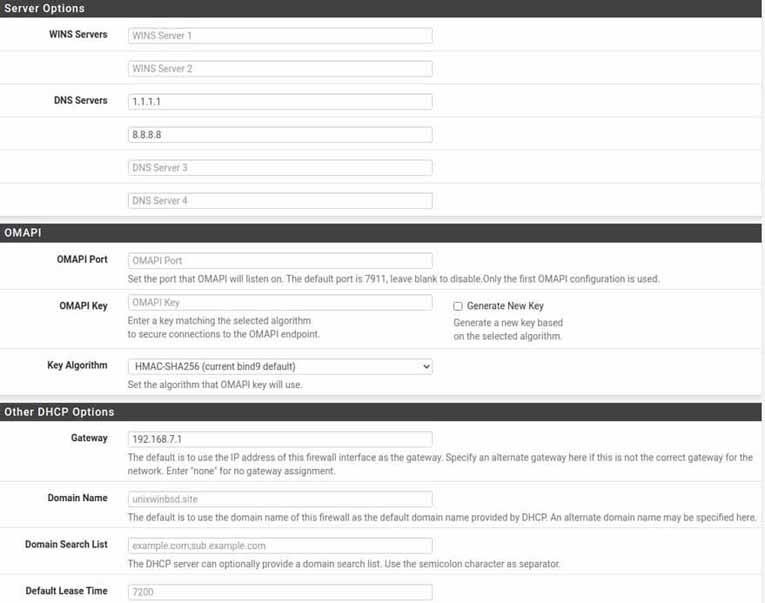 Server Options
WINS Servers
WINS Server 1
WINS Server 2
DNS Servers
1.1.1.1
8.8.8.8
DNS Server 3
DNS Server 4
OMAPI
OMAPI Port
OMAPI Port
Set the port that OMAPI will listen on. The default port is 7911, leave blank to disable.Only the first OMAPI configuration is used.
OMAPI Key
OMAPI Key
Generate New Key
Enter a key matching the selected algorithm
to secure connections to the OMAPI endpoint.
Generate a new key based
on the selected algorithm.
Key Algorithm
HMAC-SHA256 (current bind9 default)
Set the algorithm that OMAPI key will use.
Other DHCP Options
Gateway
192.168.7.1
The default is to use the IP address of this firewall interface as the gateway. Specify an alternate gateway here if this is not the correct gateway for the
network. Enter "none" for no gateway assignment.
Domain Name
unixwinbsd.site
The default is to use the domain name of this firewall as the default domain name provided by DHCP. An alternate domain name may be specified here.
Domain Search List
example.com;sub.example.com
The DHCP server can optionally provide a domain search list. Use the semicolon character as separator.
Default Lease Time
7200